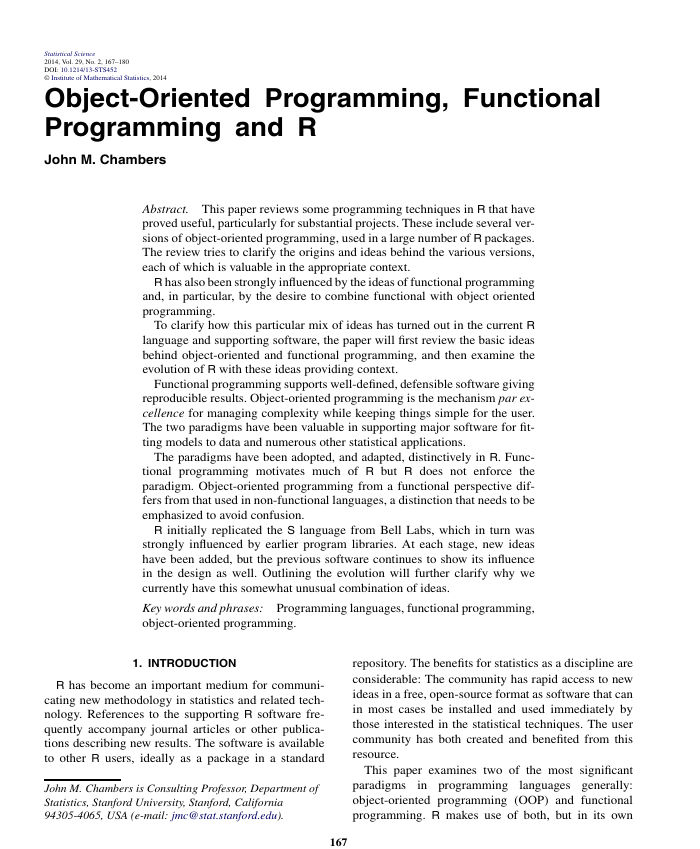 Statistical Science
2014, Vol. 29, No. 2, 167–180
DOI: 10.1214/13-STS452
© Institute of Mathematical Statistics, 2014
Object-Oriented Programming, Functional
Programming and R
John M. Chambers
Abstract. This paper reviews some programming techniques in R that have
proved useful, particularly for substantial projects. These include several ver-
sions of object-oriented programming, used in a large number of R packages.
The review tries to clarify the origins and ideas behind the various versions,
each of which is valuable in the appropriate context.
R has also been strongly influenced by the ideas of functional programming
and, in particular, by the desire to combine functional with object oriented
programming.
To clarify how this particular mix of ideas has turned out in the current R
language and supporting software, the paper will first review the basic ideas
behind object-oriented and functional programming, and then examine the
evolution of R with these ideas providing context.
Functional programming supports well-defined, defensible software giving
reproducible results. Object-oriented programming is the mechanism par ex-
cellence for managing complexity while keeping things simple for the user.
The two paradigms have been valuable in supporting major software for fit-
ting models to data and numerous other statistical applications.
The paradigms have been adopted, and adapted, distinctively in R. Func-
tional programming motivates much of R but R does not enforce the
paradigm. Object-oriented programming from a functional perspective dif-
fers from that used in non-functional languages, a distinction that needs to be
emphasized to avoid confusion.
R initially replicated the S language from Bell Labs, which in turn was
strongly influenced by earlier program libraries. At each stage, new ideas
have been added, but the previous software continues to show its influence
in the design as well. Outlining the evolution will further clarify why we
currently have this somewhat unusual combination of ideas.
Key words and phrases: Programming languages, functional programming,
object-oriented programming.
1. INTRODUCTION
R has become an important medium for communi-
cating new methodology in statistics and related tech-
nology. References to the supporting R software fre-
quently accompany journal articles or other publica-
tions describing new results. The software is available
to other R users, ideally as a package in a standard
John M. Chambers is Consulting Professor, Department of
Statistics, Stanford University, Stanford, California
94305-4065, USA (e-mail: jmc@stat.stanford.edu).
repository. The benefits for statistics as a discipline are
considerable: The community has rapid access to new
ideas in a free, open-source format as software that can
in most cases be installed and used immediately by
those interested in the statistical techniques. The user
community has both created and benefited from this
resource.
This paper examines two of the most significant
paradigms in programming languages generally:
object-oriented programming (OOP) and functional
programming. R makes use of both, but in its own
167